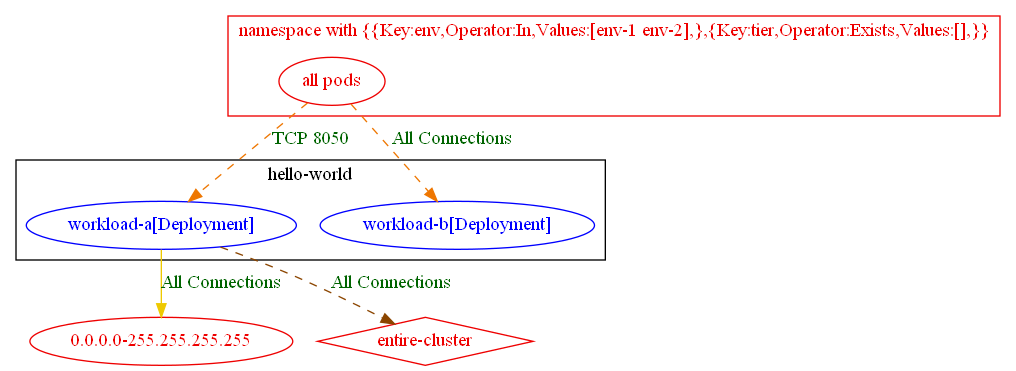 namespace with {{Key:env,Operator:In,Values:[env-1 env-2],},{Key:tier,Operator:Exists,Values:[],}}
all pods
TCP 8050
All Connections
hello-world
workload-a[Deployment]
workload-b[Deployment]
All Connections
All Connections
0.0.0.0-255.255.255.255
entire-cluster